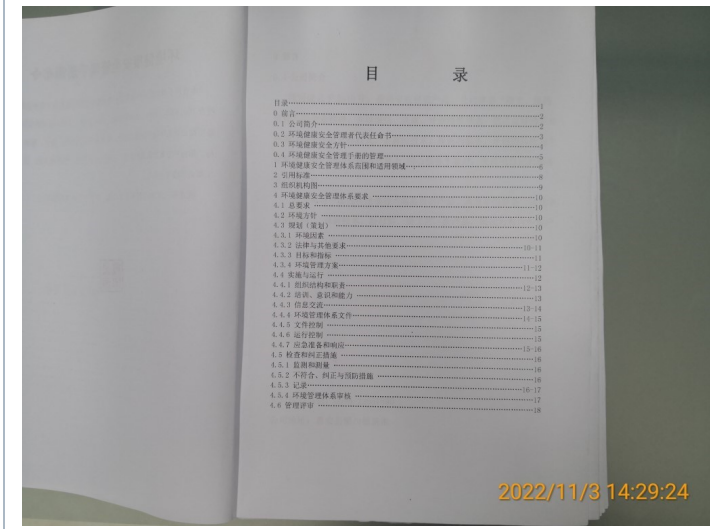 目 录
目录……1
0 前言……2
0.1 公司简介……2
0.2 环境健康安全管理者代表任命书……3
0.3 环境健康安全方针……4
0.4 环境健康安全管理手册的管理……5
1 环境健康安全管理体系范围和适用领域……6
2 引用标准……8
3 组织机构图……9
4 环境健康安全管理体系要求……10
4.1 总要求……10
4.2 环境方针……10
4.3 规划（策划）……10
4.3.1 环境因素……10
4.3.2 法律与其他要求……10-11
4.3.3 目标和指标……11
4.3.4 环境管理方案……11-12
4.4 实施与运行……12
4.4.1 组织结构和职责……12-13
4.4.2 培训、意识和能力……13
4.4.3 信息交流……13-14
4.4.4 环境管理体系文件……14-15
4.4.5 文件控制……15
4.4.6 运行控制……15
4.4.7 应急准备和响应……15-16
4.5 检查和纠正措施……16
4.5.1 监测和测量……16
4.5.2 不符合、纠正与预防措施……16
4.5.3 记录……16-17
4.5.4 环境管理体系审核……17
4.6 管理评审……18
2022/11/3 14:29:24